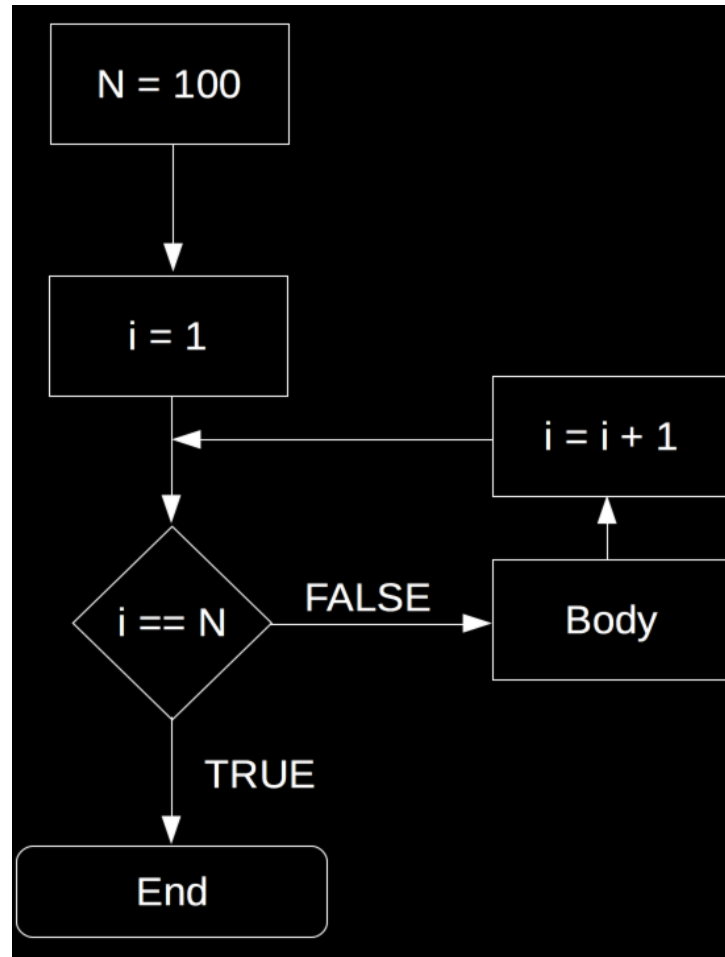 N = 100
i = 1
i = i + 1
i == N
FALSE
Body
TRUE
End